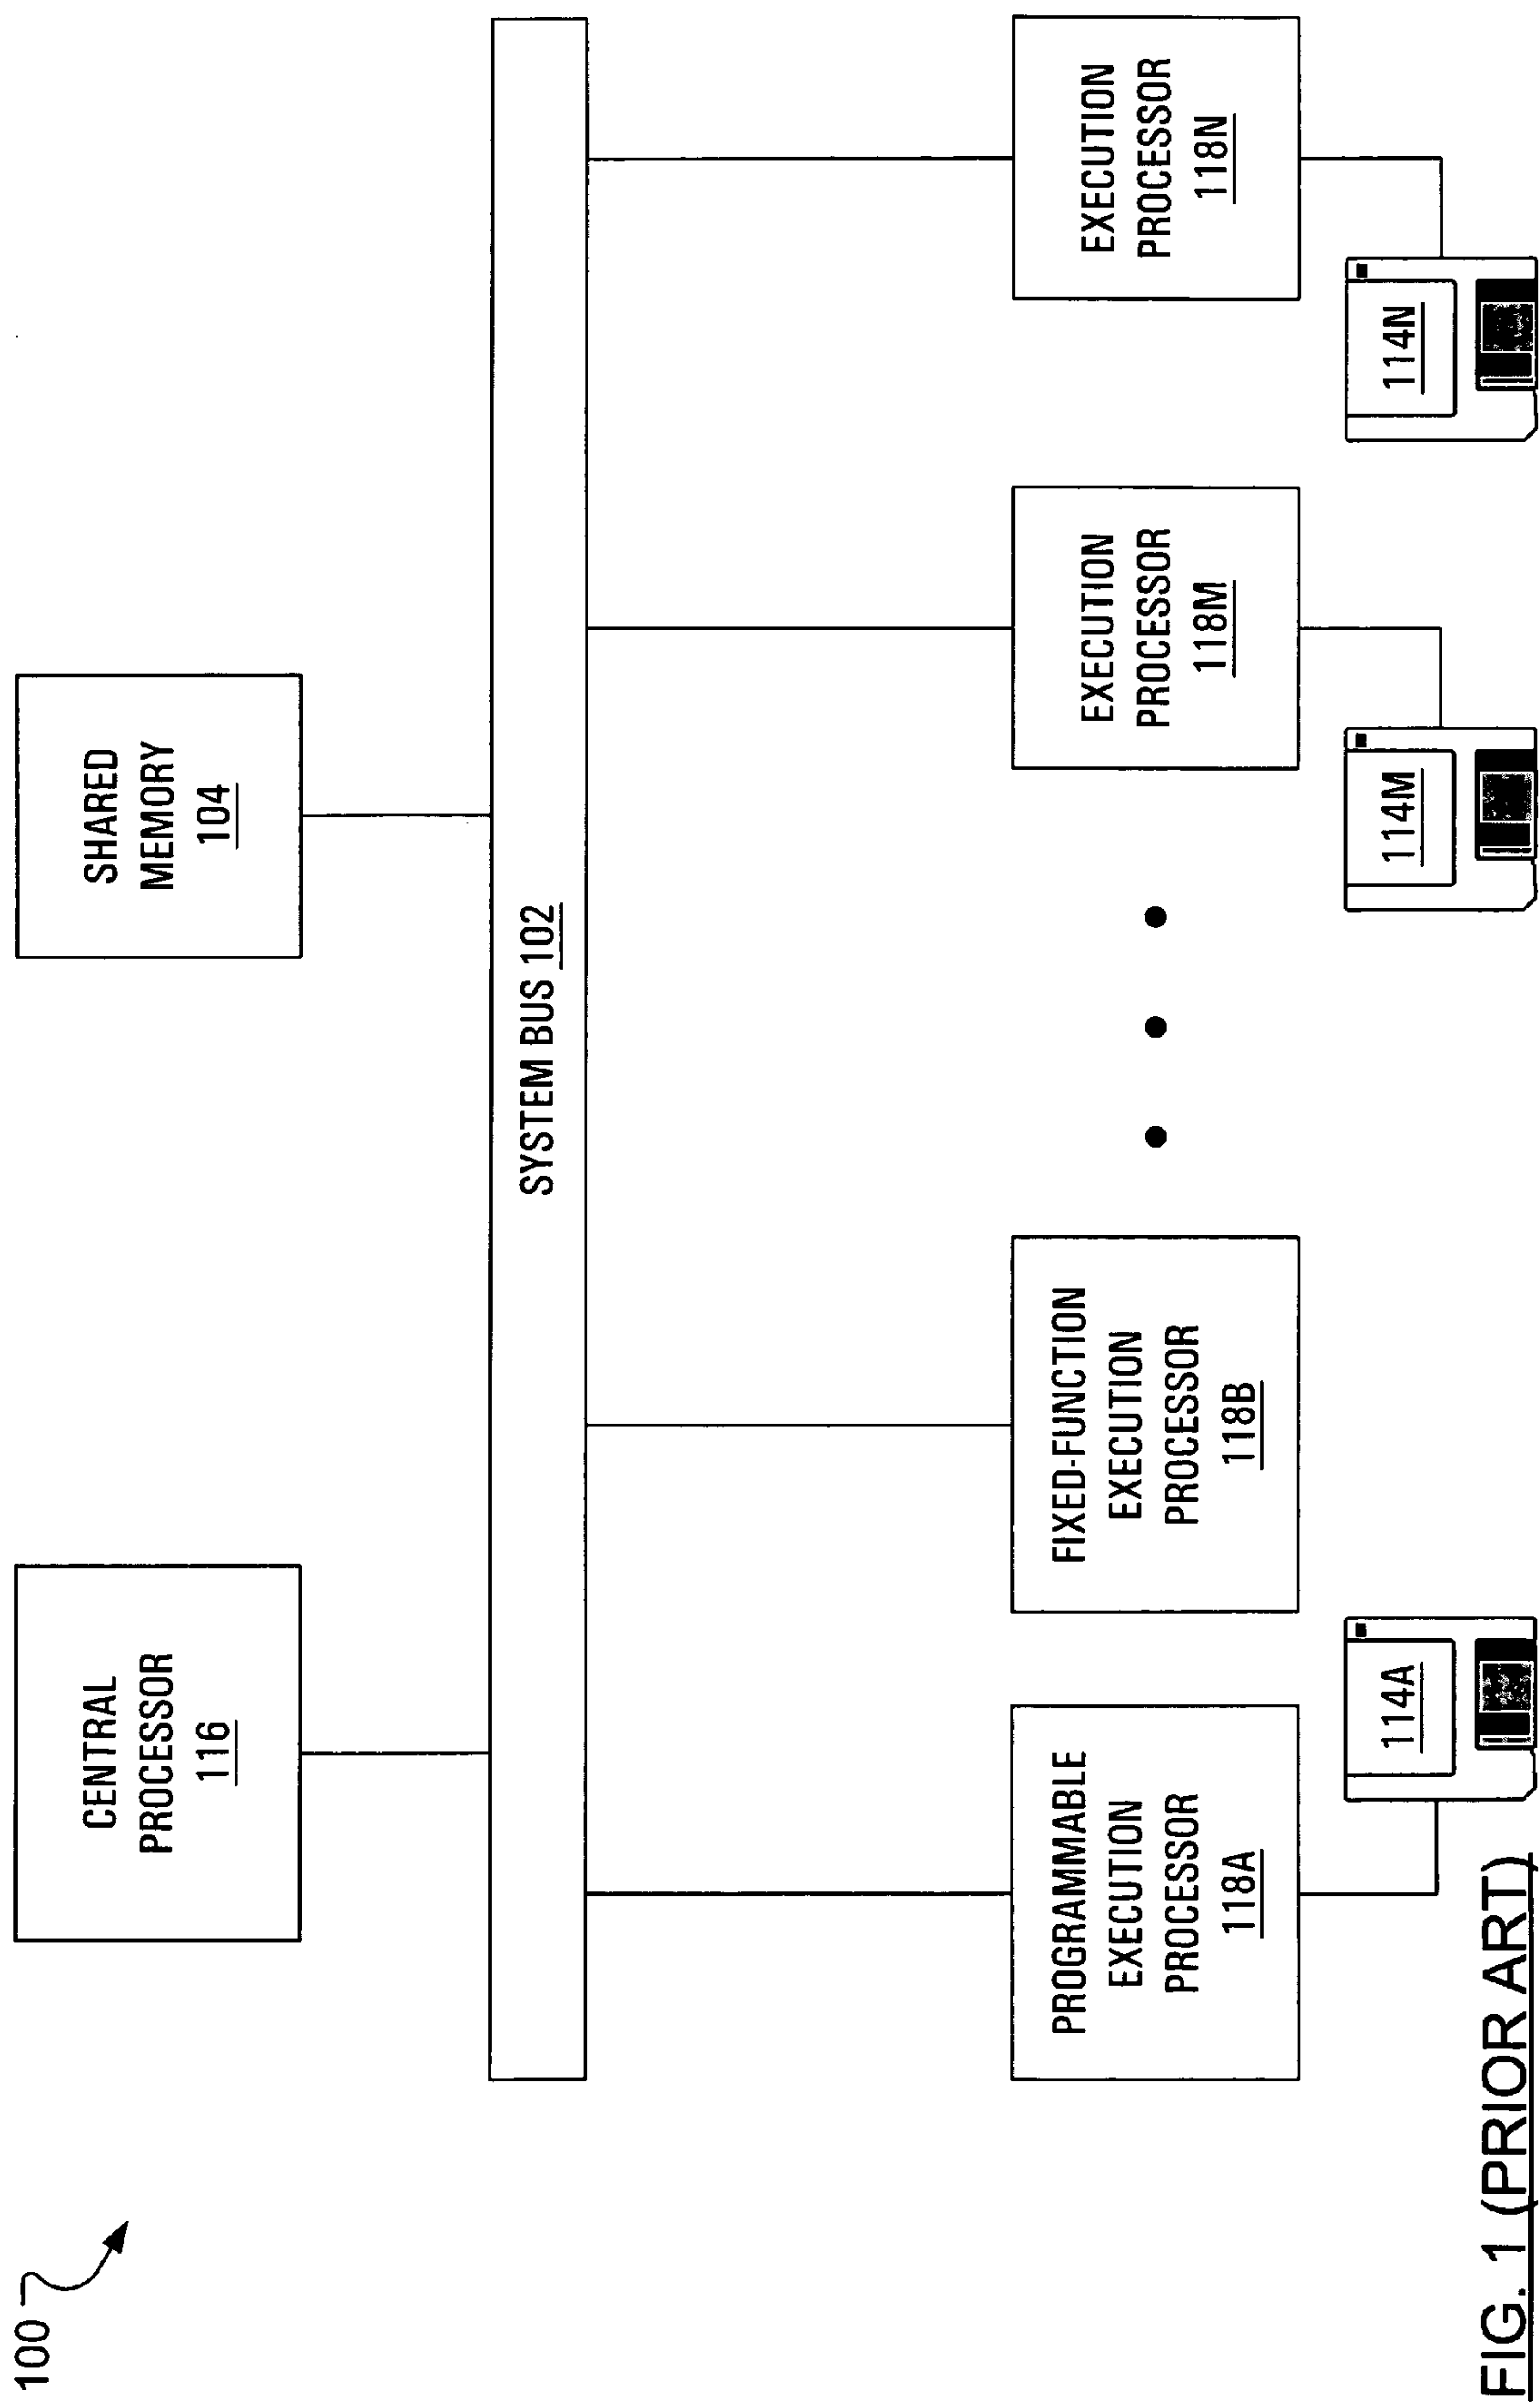 100
CENTRAL
PROCESSOR
116
SHARED
MEMORY
104
SYSTEM BUS 102
PROGRAMMABLE
EXECUTION
PROCESSOR
118A
FIXED-FUNCTION
EXECUTION
PROCESSOR
118B
EXECUTION
PROCESSOR
118M
EXECUTION
PROCESSOR
118N
114A
114M
114N
FIG. 1 (PRIOR ART)